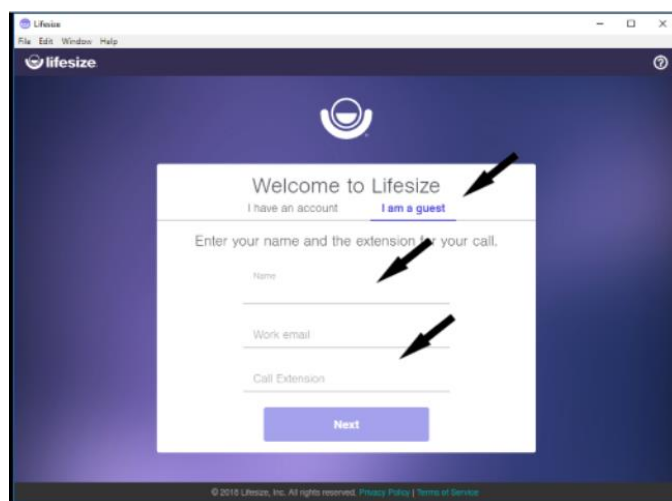 Lifesize
File Edit Window Help
lifesize
Welcome to Lifesize
I have an account I am a guest
Enter your name and the extension for your call.
Name
Work email
Call Extension
Next
© 2018 Lifesize, Inc. All rights reserved. Privacy Policy | Terms of Service